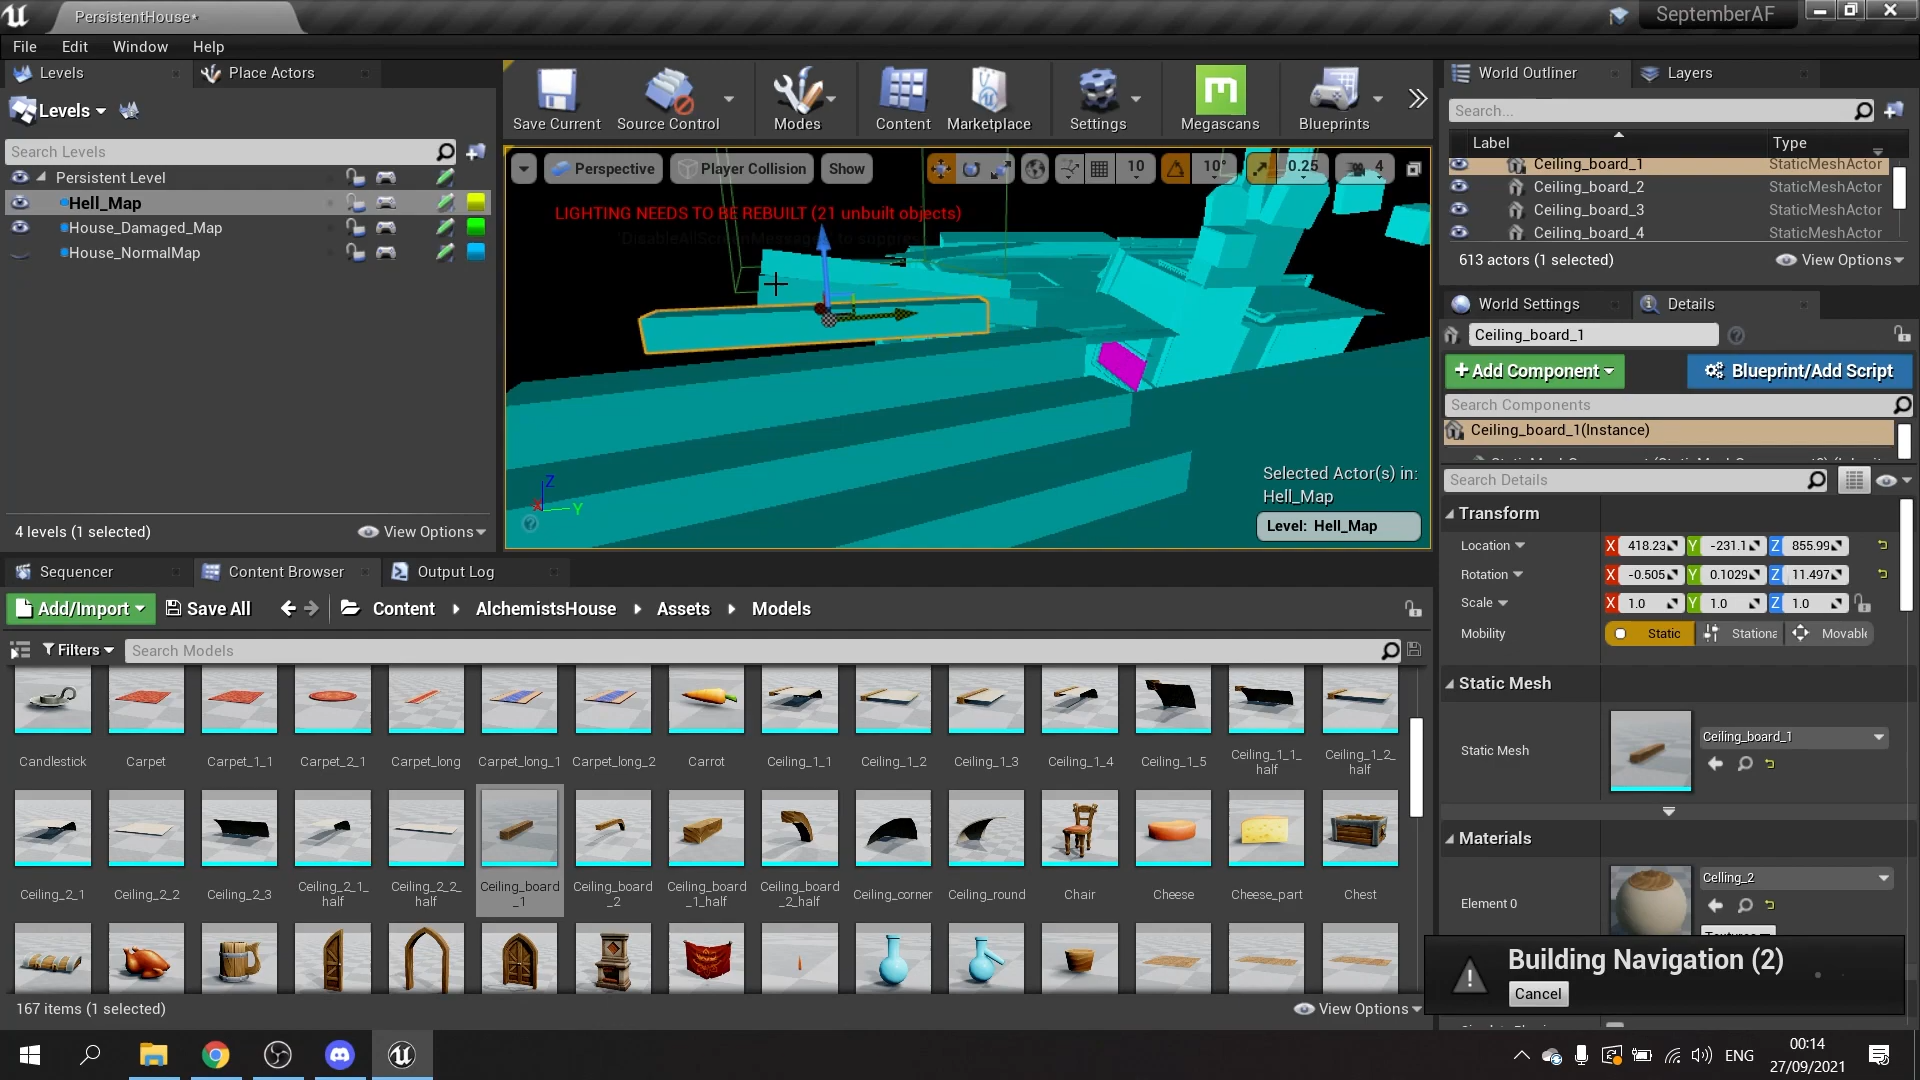 PersistentHouse*
SeptemberAF
File Edit Window Help
Levels
Place Actors
Levels
Search Levels
Persistent Level
Hell_Map
House_Damaged_Map
House_NormalMap
4 levels (1 selected)
View Options
Save Current
Source Control
Modes
Content
Marketplace
Settings
Megascans
Blueprints
Perspective
Player Collision
Show
10
10°
0.25
4
LIGHTING NEEDS TO BE REBUILT (21 unbuilt objects)
Z
X
Y
Selected Actor(s) in:
Hell_Map
Level: Hell_Map
World Outliner
Layers
Search...
Label
Type
Ceiling_board_1 StaticMeshActor
Ceiling_board_2 StaticMeshActor
Ceiling_board_3 StaticMeshActor
Ceiling_board_4 StaticMeshActor
613 actors (1 selected)
View Options
World Settings
Details
Ceiling_board_1
+ Add Component
Blueprint/Add Script
Search Components
Ceiling_board_1(Instance)
Search Details
Transform
Location X 418.23 Y -231.1 Z 855.99
Rotation X -0.505 Y 0.1029 Z 11.497
Scale X 1.0 Y 1.0 Z 1.0
Mobility Static Stationa Movable
Static Mesh
Static Mesh
Ceiling_board_1
Materials
Element 0
Celling_2
Building Navigation (2)
Cancel
Sequencer
Content Browser
Output Log
Add/Import
Save All
Content
AlchemistsHouse
Assets
Models
Filters
Search Models
Candlestick
Carpet
Carpet_1_1
Carpet_2_1
Carpet_long
Carpet_long_1
Carpet_long_2
Carrot
Ceiling_1_1
Ceiling_1_2
Ceiling_1_3
Ceiling_1_4
Ceiling_1_5
Ceiling_1_1_
half
Ceiling_1_2_
half
Ceiling_2_1
Ceiling_2_2
Ceiling_2_3
Ceiling_2_1_
half
Ceiling_2_2_
half
Ceiling_board
_1
Ceiling_board
_2
Ceiling_board
_1_half
Ceiling_board
_2_half
Ceiling_corner
Ceiling_round
Chair
Cheese
Cheese_part
Chest
167 items (1 selected)
View Options
ENG
00:14
27/09/2021